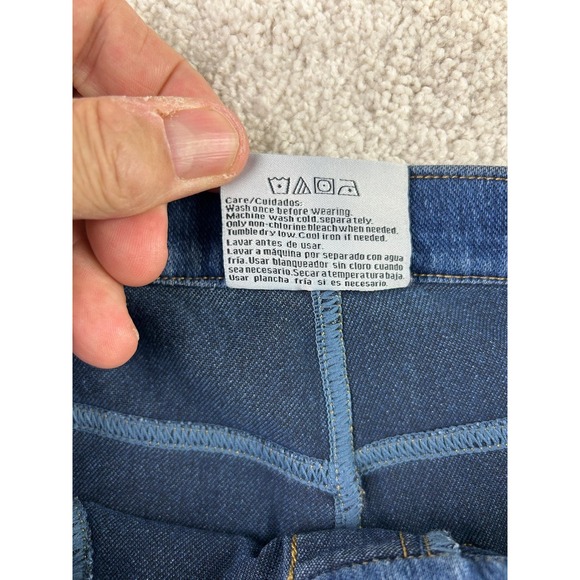 Care/Cuidados:
Wash once before wearing.
Machine wash cold, separately.
Only non-chlorine bleach when needed.
Tumble dry low. Cool iron if needed.
Lavar antes de usar.
Lavar a máquina por separado con agua
fría. Usar blanqueador sin cloro cuando
sea necesario. Secar a temperatura baja.
Usar plancha fría si es necesario.